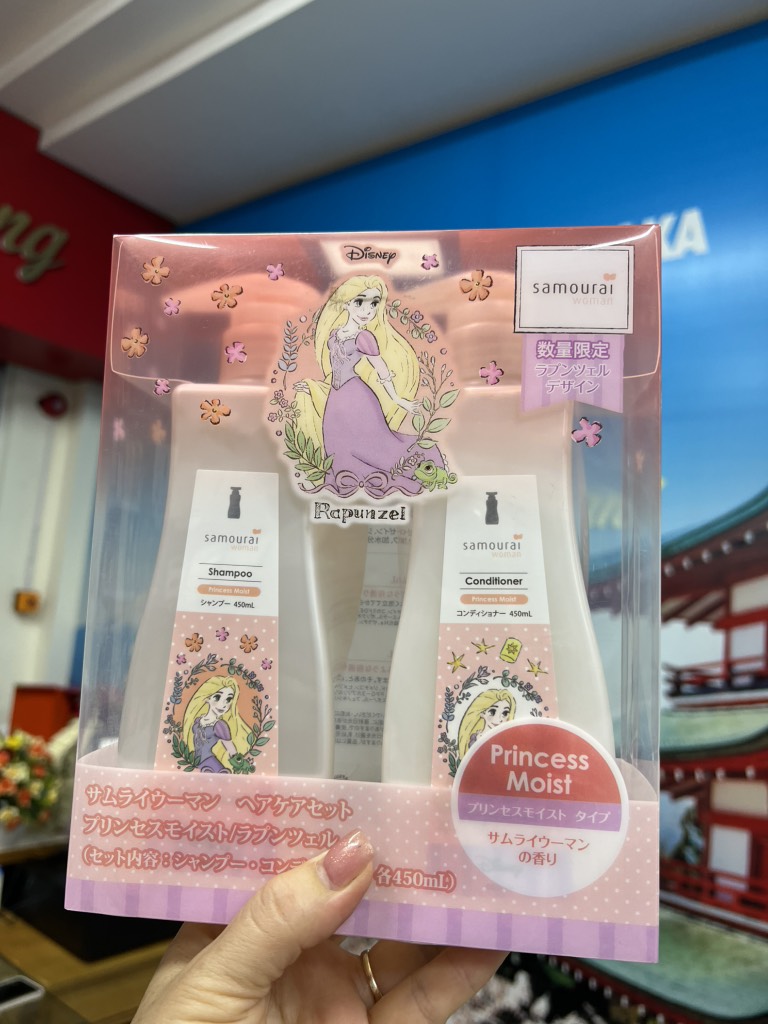 ng
AKA
Disney
samourai
woman
数量限定
ラプンツェル
デザイン
Rapunzel
samourai
woman
Shampoo
Princess Moist
シャンプー 450mL
samourai
woman
Conditioner
Princess Moist
コンディショナー 450mL
Princess
Moist
プリンセスモイスト タイプ
サムライウーマン
の香り
サムライウーマン ヘアケアセット
プリンセスモイスト/ラプンツェル
(セット内容:シャンプー・コンデ 各450mL)